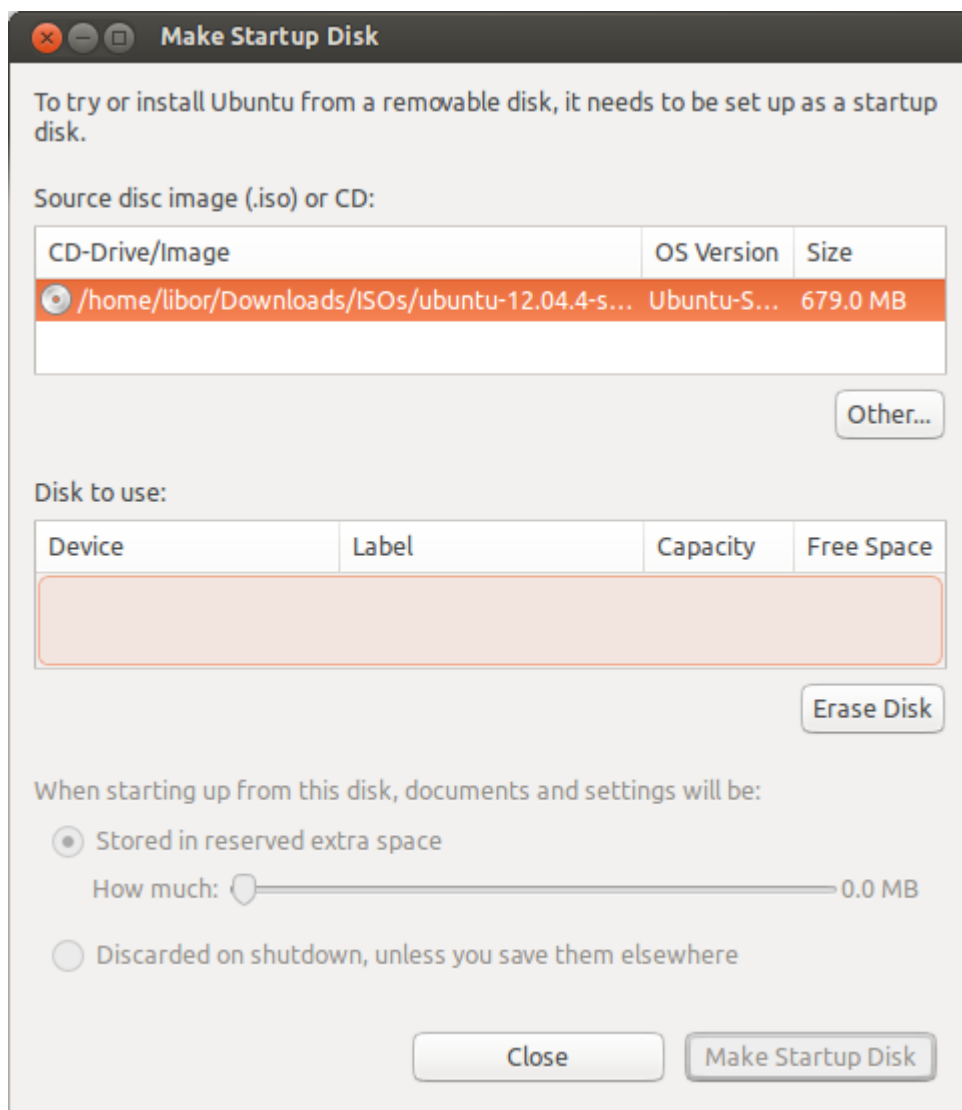 Make Startup Disk
To try or install Ubuntu from a removable disk, it needs to be set up as a startup
disk.
Source disc image (.iso) or CD:
CD-Drive/Image OS Version Size
/home/libor/Downloads/ISOs/ubuntu-12.04.4-s... Ubuntu-S... 679.0 MB
Other...
Disk to use:
Device Label Capacity Free Space
Erase Disk
When starting up from this disk, documents and settings will be:
Stored in reserved extra space
How much: 0.0 MB
Discarded on shutdown, unless you save them elsewhere
Close Make Startup Disk